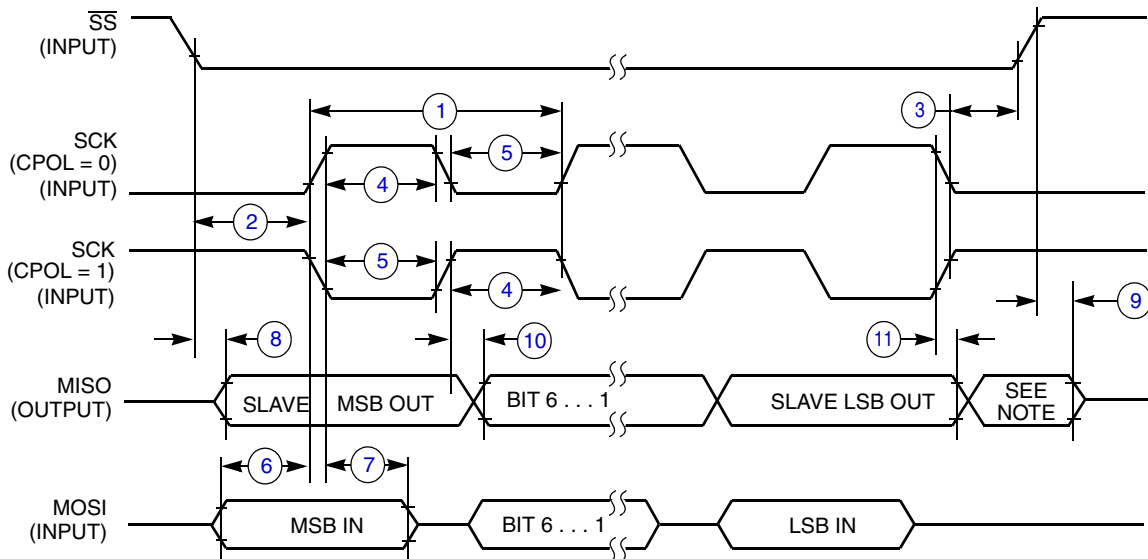 SS
(INPUT)
1
3
SCK
(CPOL = 0)
(INPUT)
5
4
2
SCK
(CPOL = 1)
(INPUT)
5
4
9
8
10
11
MISO
(OUTPUT)
SLAVE MSB OUT
BIT 6 . . . 1
SLAVE LSB OUT
SEE
NOTE
6
7
MOSI
(INPUT)
MSB IN
BIT 6 . . . 1
LSB IN